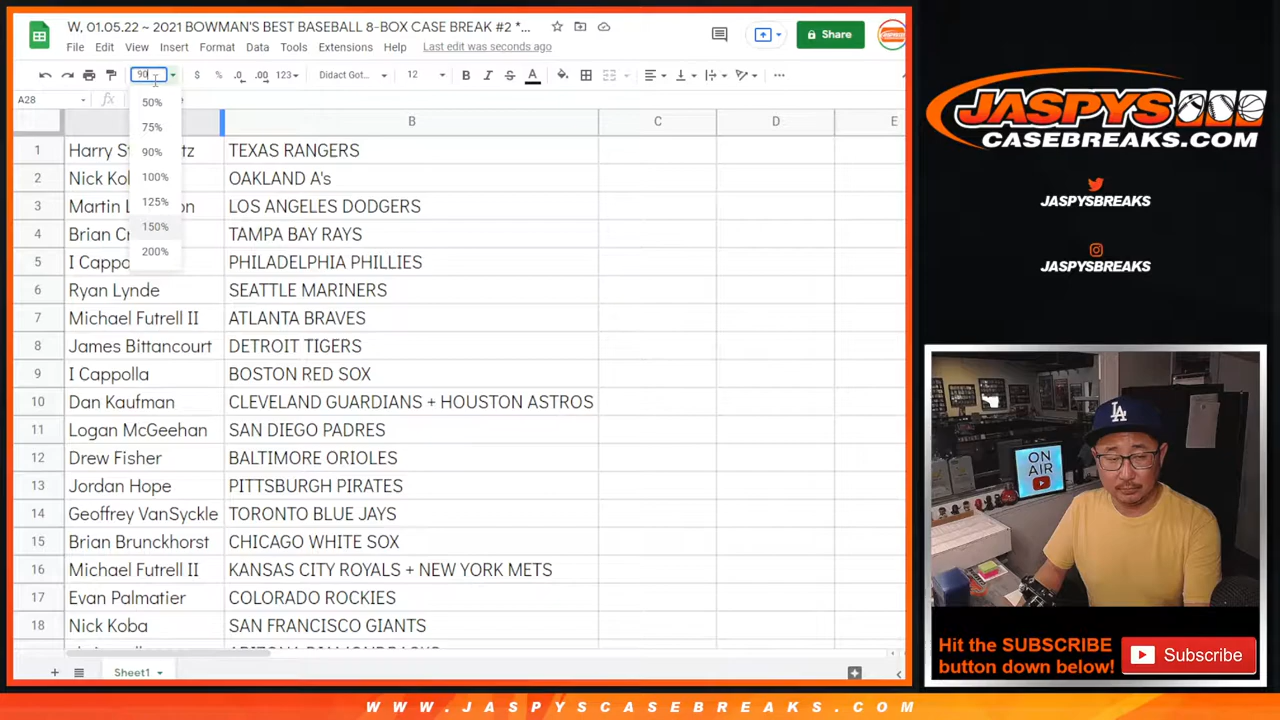 W, 01.05.22 ~ 2021 BOWMAN'S BEST BASEBALL 8-BOX CASE BREAK #2 *...
File Edit View Insert Format Data Tools Extensions Help Last edit was seconds ago
Share
90 $ % .0 .00 123 Didact Got... 12 B I S A
A28 fx
50%
75%
90%
100%
125%
150%
200%
B C D E
1 Harry tz TEXAS RANGERS
2 Nick OAKLAND A's
3 Martin on LOS ANGELES DODGERS
4 Brian TAMPA BAY RAYS
5 I PHILADELPHIA PHILLIES
6 Ryan Lynde SEATTLE MARINERS
7 Michael Futrell II ATLANTA BRAVES
8 James Bittancourt DETROIT TIGERS
9 I Cappolla BOSTON RED SOX
10 Dan Kaufman CLEVELAND GUARDIANS + HOUSTON ASTROS
11 Logan McGeehan SAN DIEGO PADRES
12 Drew Fisher BALTIMORE ORIOLES
13 Jordan Hope PITTSBURGH PIRATES
14 Geoffrey VanSyckle TORONTO BLUE JAYS
15 Brian Brunckhorst CHICAGO WHITE SOX
16 Michael Futrell II KANSAS CITY ROYALS + NEW YORK METS
17 Evan Palmatier COLORADO ROCKIES
18 Nick Koba SAN FRANCISCO GIANTS
Sheet1
JASPYS
CASEBREAKS.COM
JASPYSBREAKS
JASPYSBREAKS
ON
AIR
LA
Hit the SUBSCRIBE
button down below!
Subscribe
WWW.JASPYSCASEBREAKS.COM